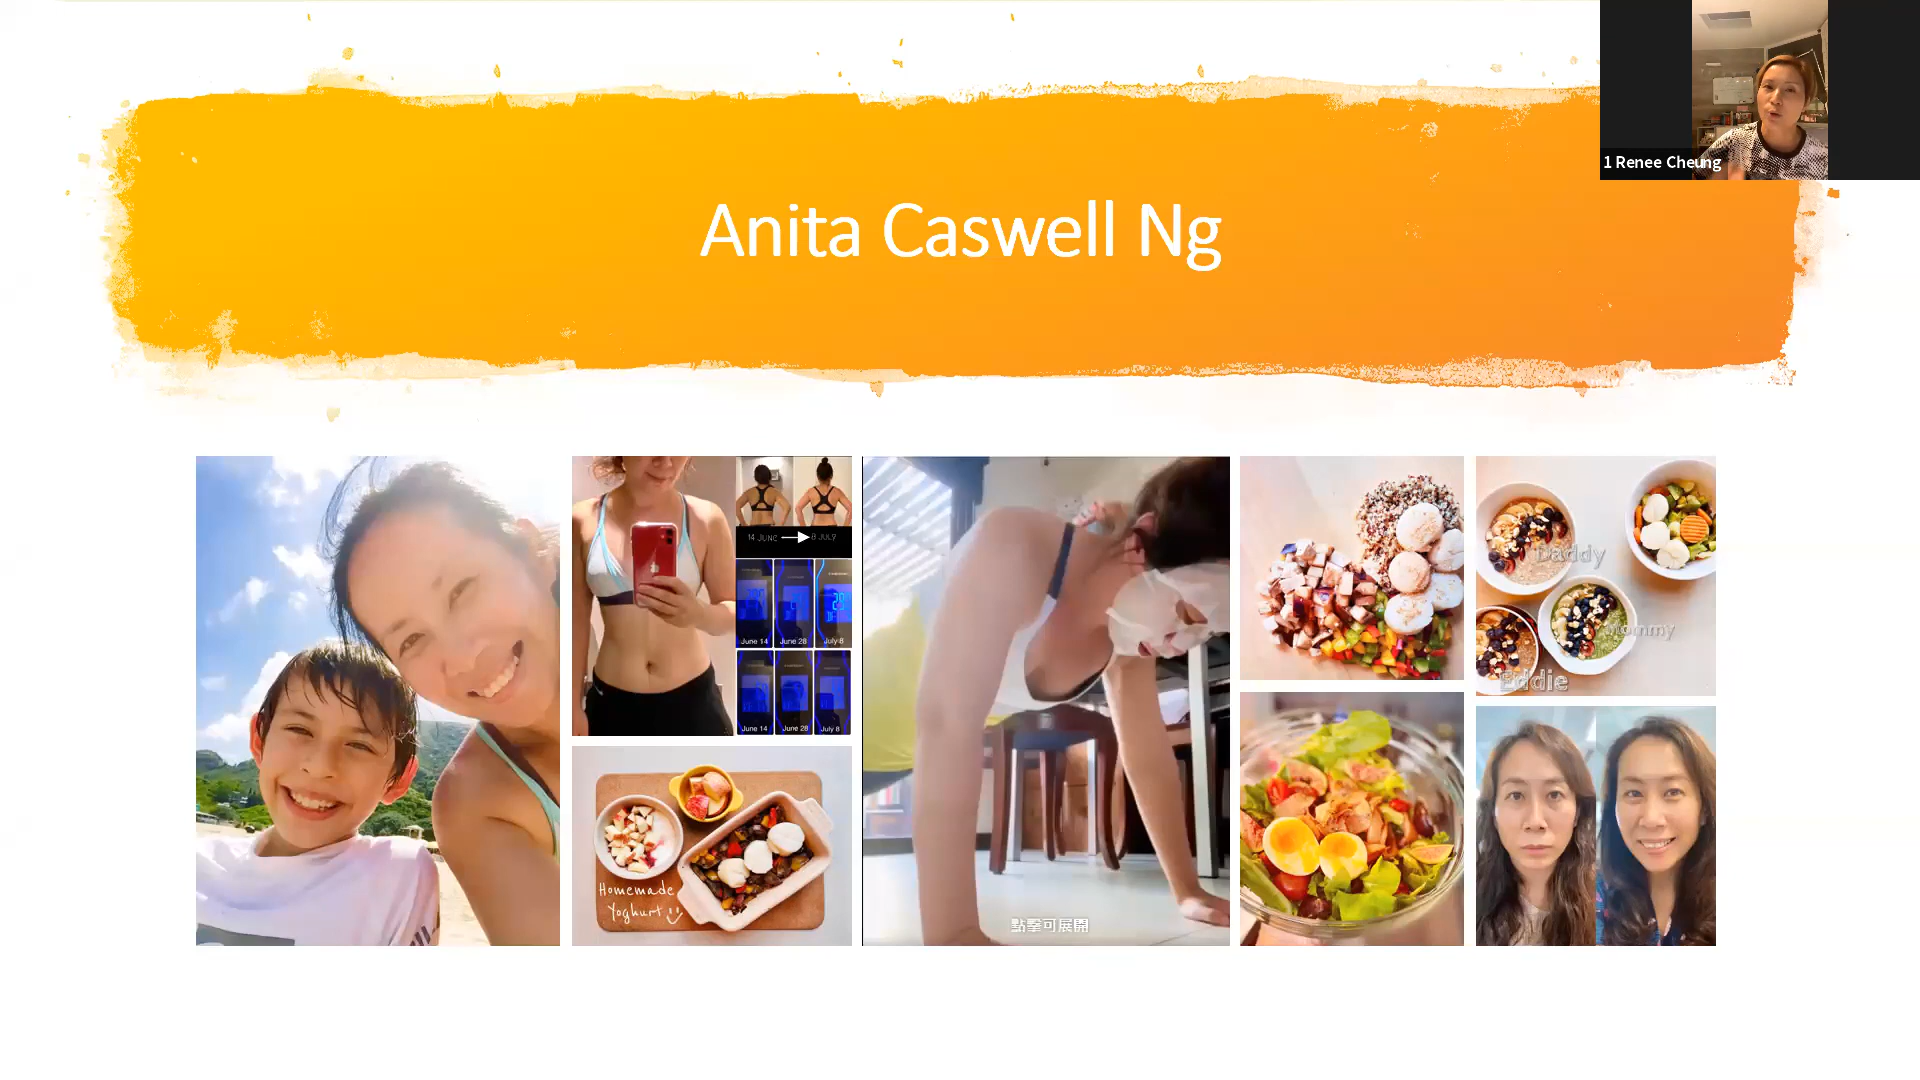 1 Renee Cheung
Anita Caswell Ng
14 JUNE
8 JULY
June 14
June 28
July 8
June 14
June 28
July 8
Homemade
Yoghurt
點擊可展開
Daddy
Mommy
Eddie